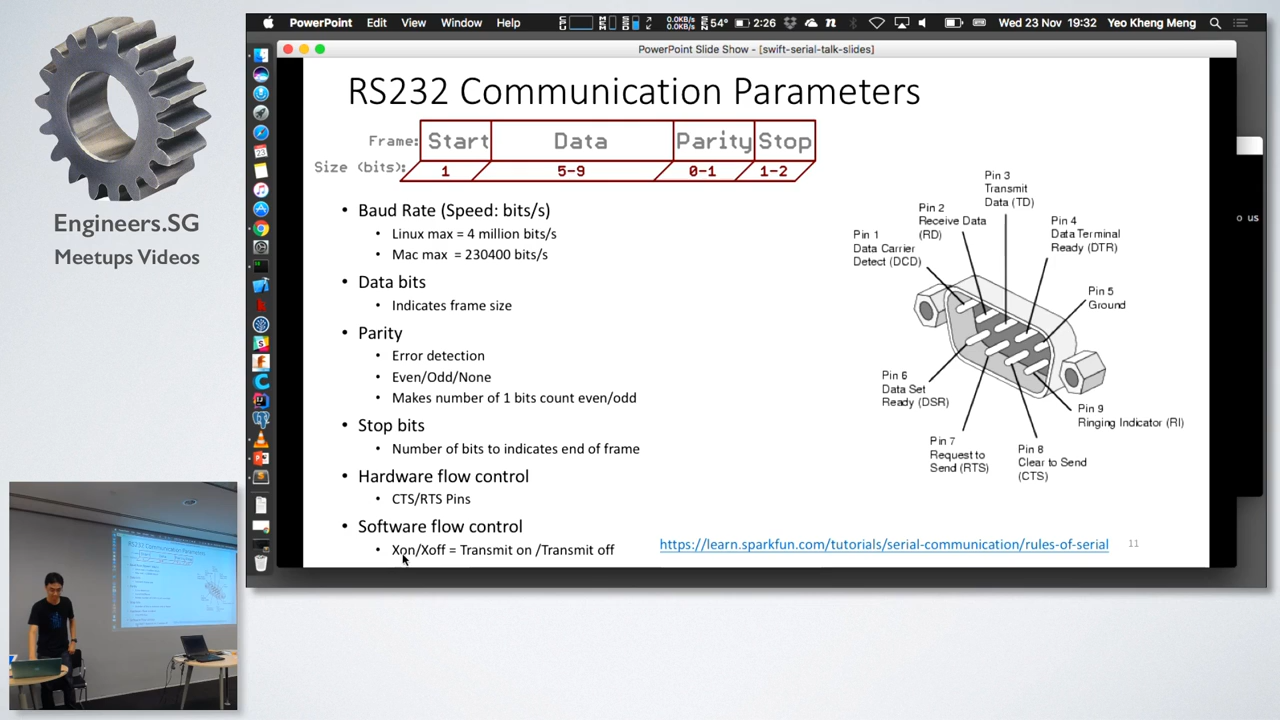 PowerPoint Edit View Window Help
0.0KB/s
0.0KB/s
54° 2:26
Wed 23 Nov 19:32 Yeo Kheng Meng
PowerPoint Slide Show - [swift-serial-talk-slides]
Engineers.SG
Meetups Videos
RS232 Communication Parameters
Frame: Start Data Parity Stop
Size (bits): 1 5-9 0-1 1-2
• Baud Rate (Speed: bits/s)
• Linux max = 4 million bits/s
• Mac max = 230400 bits/s
• Data bits
• Indicates frame size
• Parity
• Error detection
• Even/Odd/None
• Makes number of 1 bits count even/odd
• Stop bits
• Number of bits to indicates end of frame
• Hardware flow control
• CTS/RTS Pins
• Software flow control
• Xon/Xoff = Transmit on /Transmit off
Pin 1
Data Carrier
Detect (DCD)
Pin 2
Receive Data
(RD)
Pin 3
Transmit
Data (TD)
Pin 4
Data Terminal
Ready (DTR)
Pin 5
Ground
Pin 6
Data Set
Ready (DSR)
Pin 7
Request to
Send (RTS)
Pin 8
Clear to Send
(CTS)
Pin 9
Ringing Indicator (RI)
https://learn.sparkfun.com/tutorials/serial-communication/rules-of-serial
11
o us